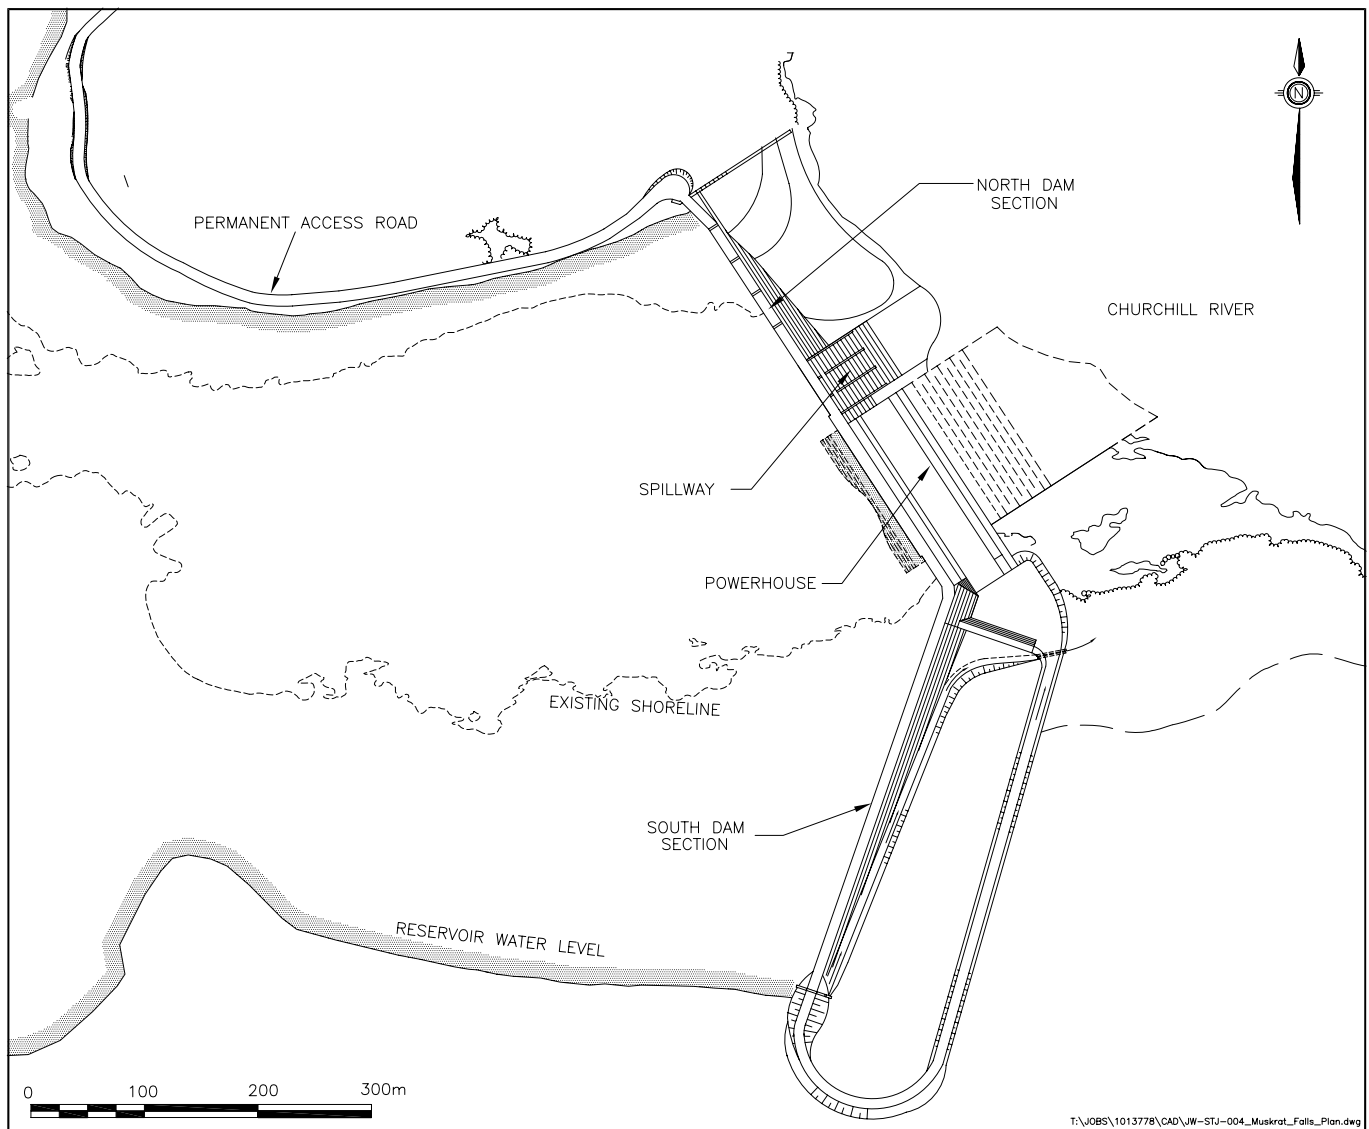 N
NORTH DAM
SECTION
PERMANENT ACCESS ROAD
CHURCHILL RIVER
SPILLWAY
POWERHOUSE
EXISTING SHORELINE
SOUTH DAM
SECTION
RESERVOIR WATER LEVEL
0 100 200 300m
T:\JOBS\1013778\CAD\JW-STJ-004_Muskrat_Falls_Plan.dwg